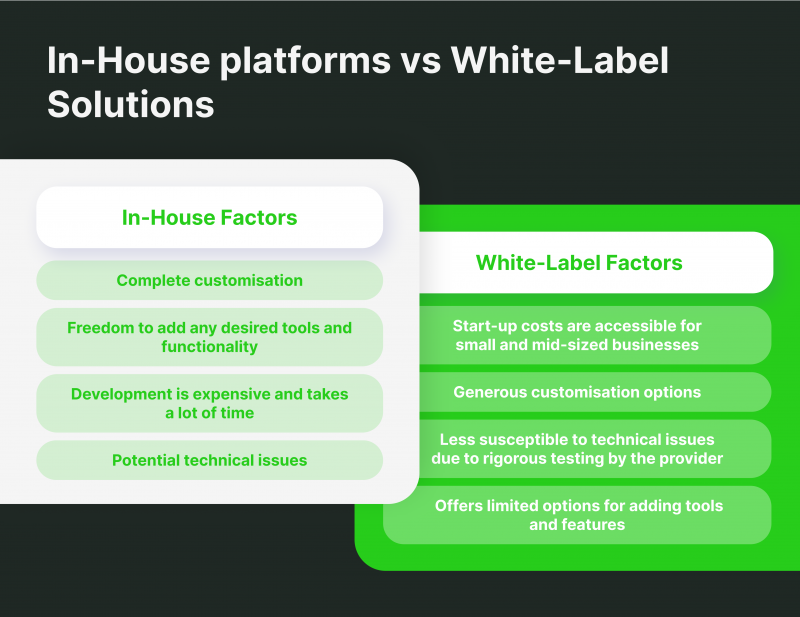 In-House platforms vs White-Label
Solutions
In-House Factors
Complete customisation
Freedom to add any desired tools and
functionality
Development is expensive and takes
a lot of time
Potential technical issues
White-Label Factors
Start-up costs are accessible for
small and mid-sized businesses
Generous customisation options
Less susceptible to technical issues
due to rigorous testing by the provider
Offers limited options for adding tools
and features